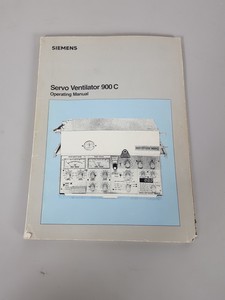 SIEMENS
Servo Ventilator 900 C
Operating Manual